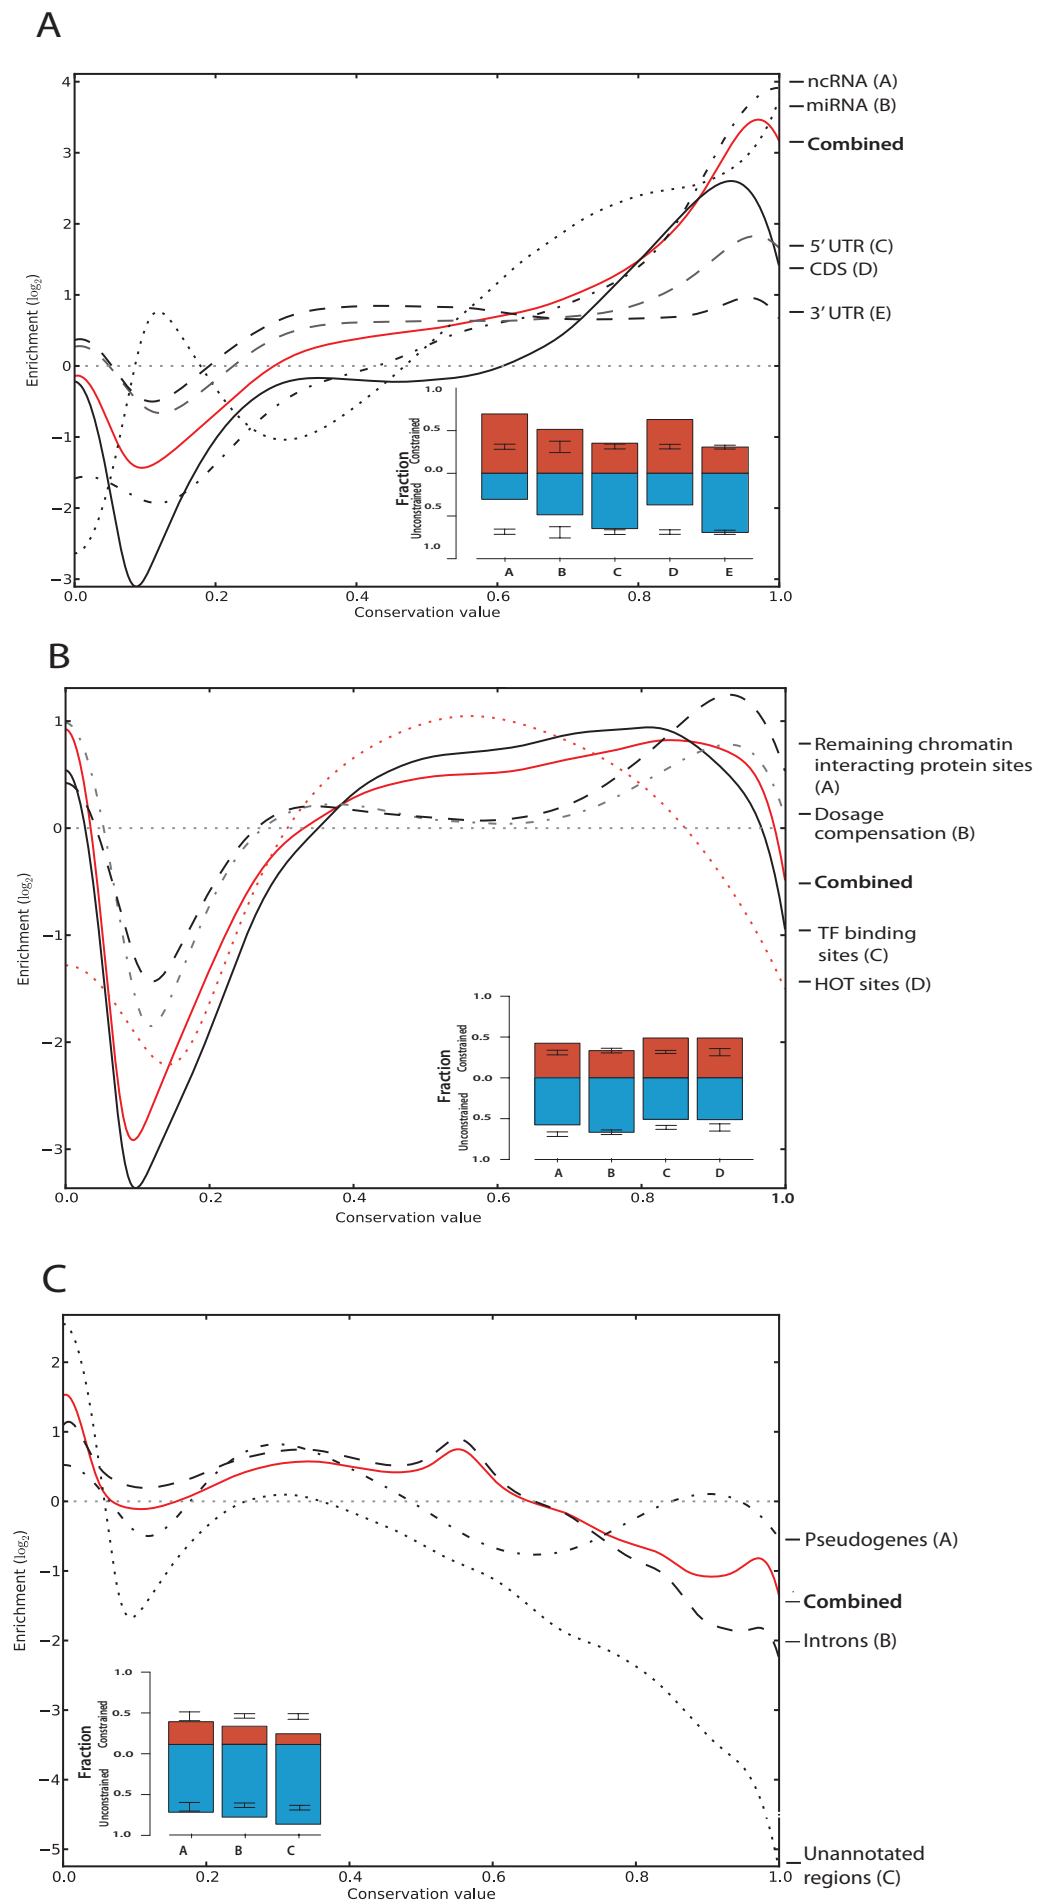 A
4
3
2
1
0
−1
−2
−3
Enrichment (log2)
0.0
0.2
0.4
0.6
0.8
1.0
Conservation value
ncRNA (A)
miRNA (B)
Combined
5′ UTR (C)
CDS (D)
3′ UTR (E)
1.0
0.5
0.0
0.5
1.0
Fraction
Constrained
Unconstrained
A
B
C
D
E
B
1
0
−1
−2
−3
Enrichment (log2)
0.0
0.2
0.4
0.6
0.8
1.0
Conservation value
Remaining chromatin
interacting protein sites
(A)
Dosage
compensation (B)
Combined
TF binding
sites (C)
HOT sites (D)
1.0
0.5
0.0
0.5
1.0
Fraction
Constrained
Unconstrained
A
B
C
D
C
2
1
0
−1
−2
−3
−4
−5
Enrichment (log2)
0.0
0.2
0.4
0.6
0.8
1.0
Conservation value
Pseudogenes (A)
Combined
Introns (B)
Unannotated
regions (C)
1.0
0.5
0.0
0.5
1.0
Fraction
Constrained
Unconstrained
A
B
C